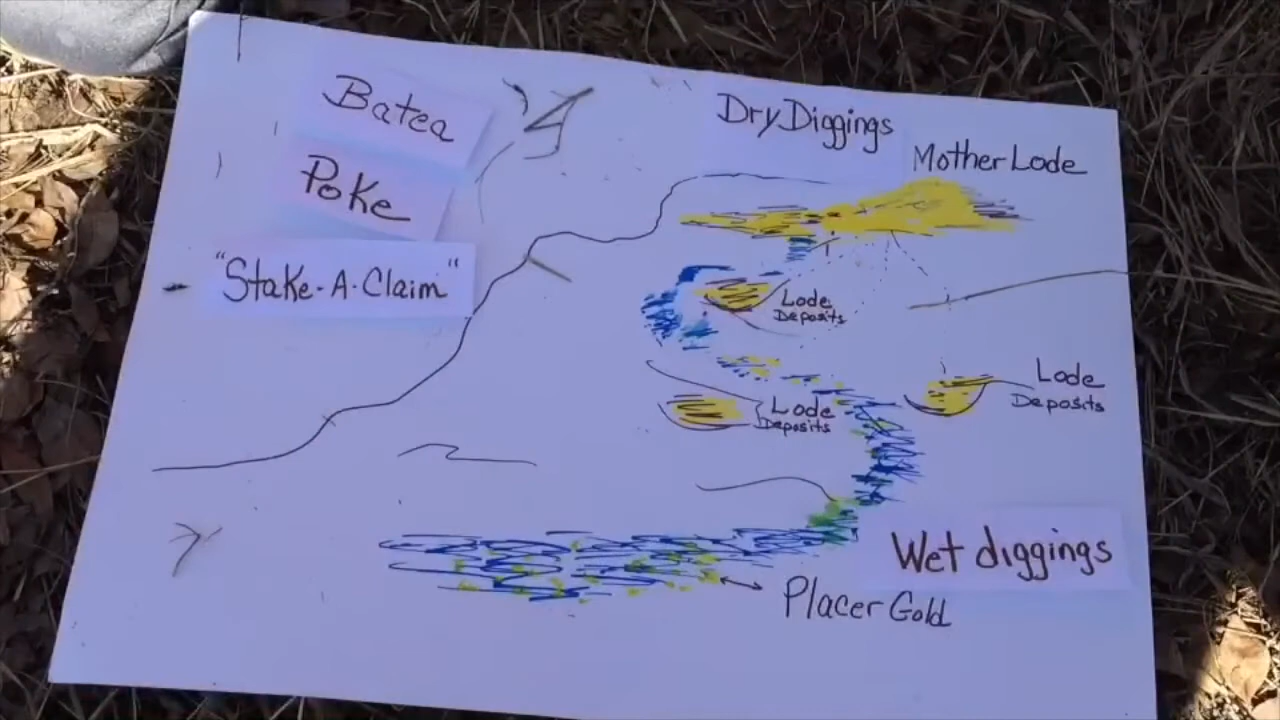 Batea
Poke
"Stake-A-Claim"
Dry Diggings
Mother Lode
Lode
Deposits
Lode
Deposits
Lode
Deposits
Wet diggings
Placer Gold